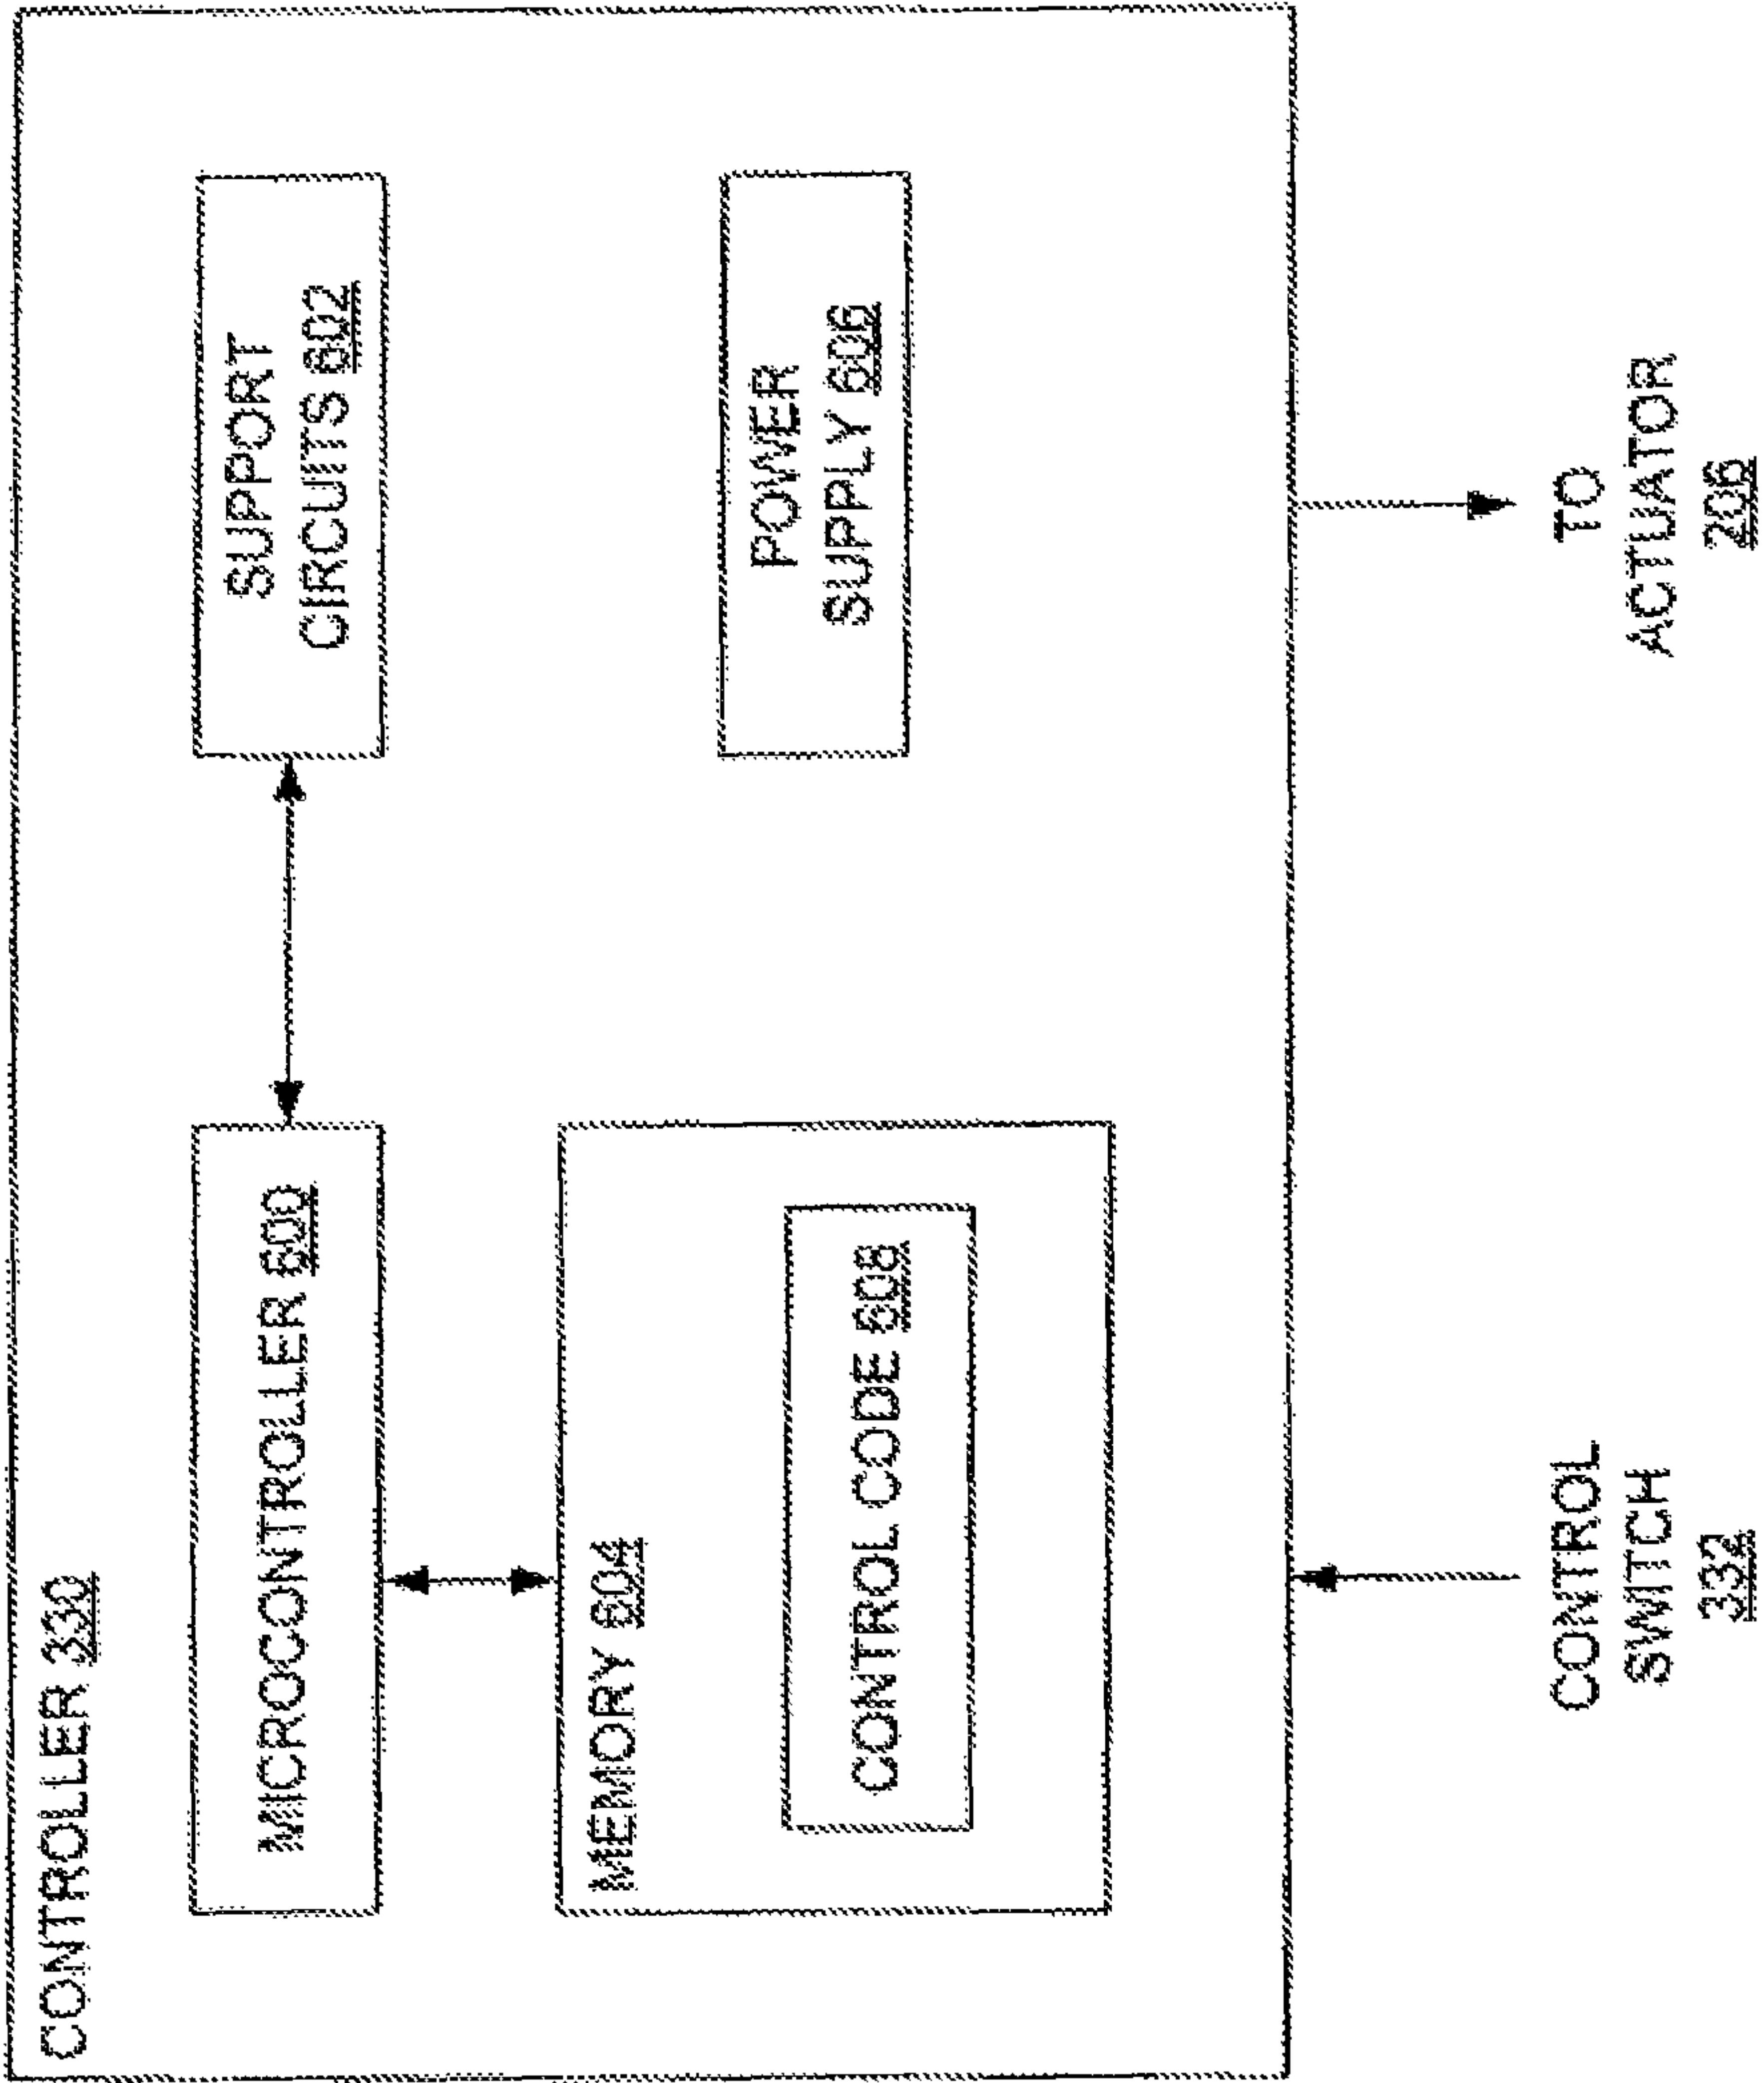 CONTROLLER 330
MICROCONTROLLER 600
SUPPORT
CIRCUITS 602
MEMORY 604
CONTROL CODE 608
POWER
SUPPLY 606
CONTROL
SWITCH
332
TO
ACTUATOR
206